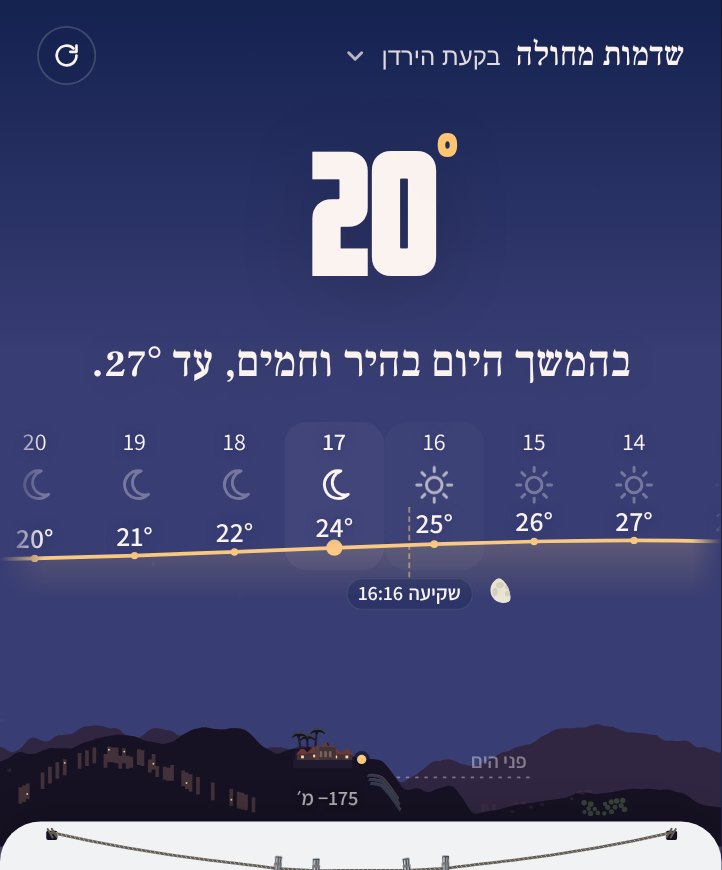 שדמות מחולה בקעת הירדן
20°
בהמשך היום בהיר וחמים, עד 27°.
14 15 16 17 18 19 20
27° 26° 25° 24° 22° 21° 20°
שקיעה 16:16
פני הים
−175 מ׳